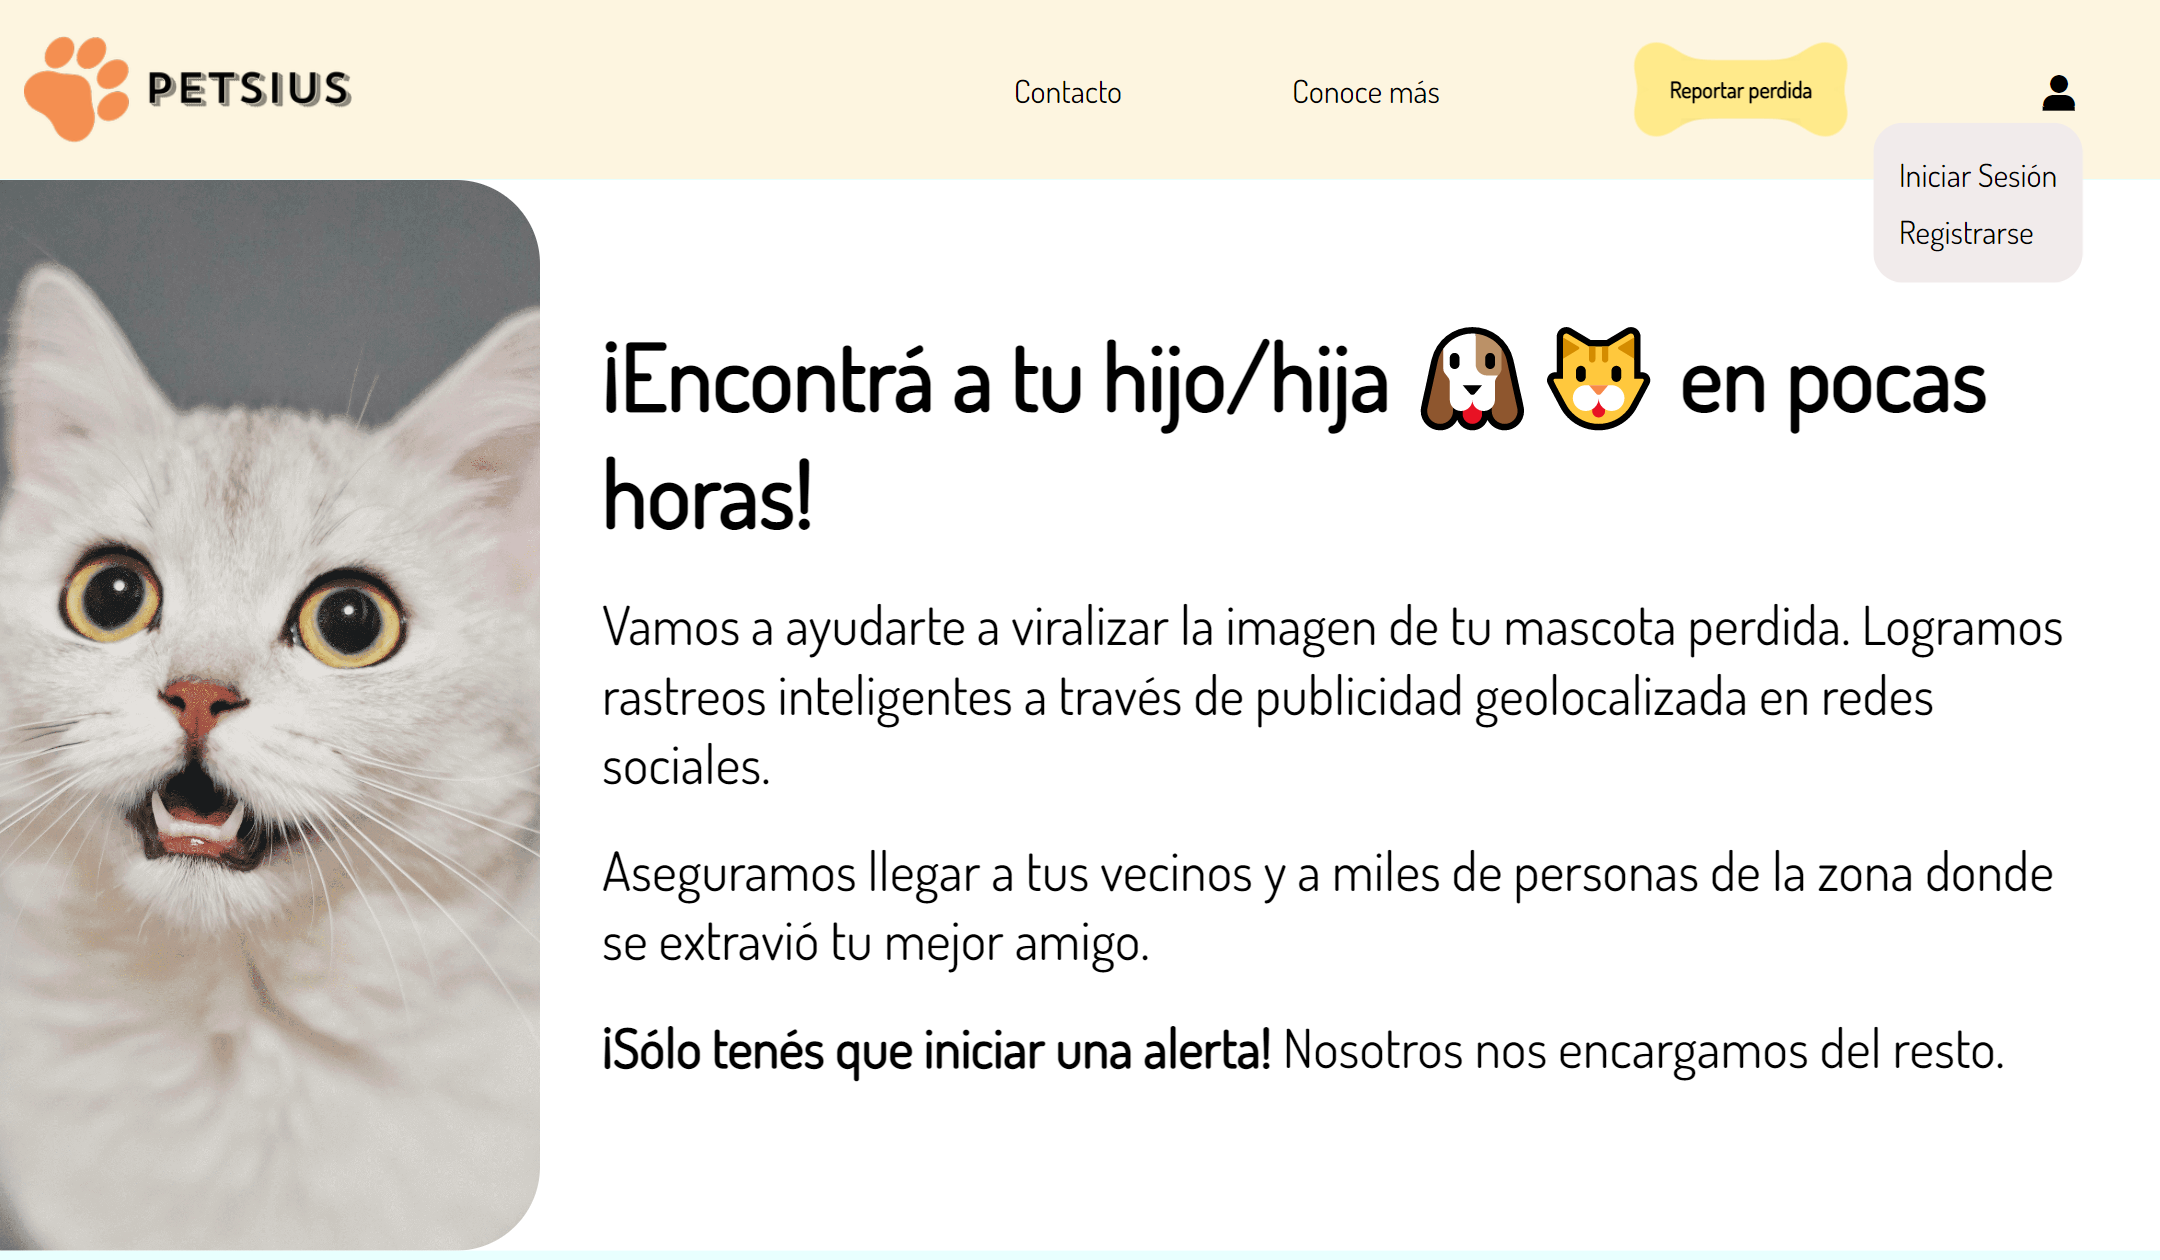 PETSIUS
Contacto
Conoce más
Reportar perdida
Iniciar Sesión
Registrarse
¡Encontrá a tu hijo/hija 🐶 🐱 en pocas
horas!
Vamos a ayudarte a viralizar la imagen de tu mascota perdida. Logramos
rastreos inteligentes a través de publicidad geolocalizada en redes
sociales.
Aseguramos llegar a tus vecinos y a miles de personas de la zona donde
se extravió tu mejor amigo.
¡Sólo tenés que iniciar una alerta! Nosotros nos encargamos del resto.